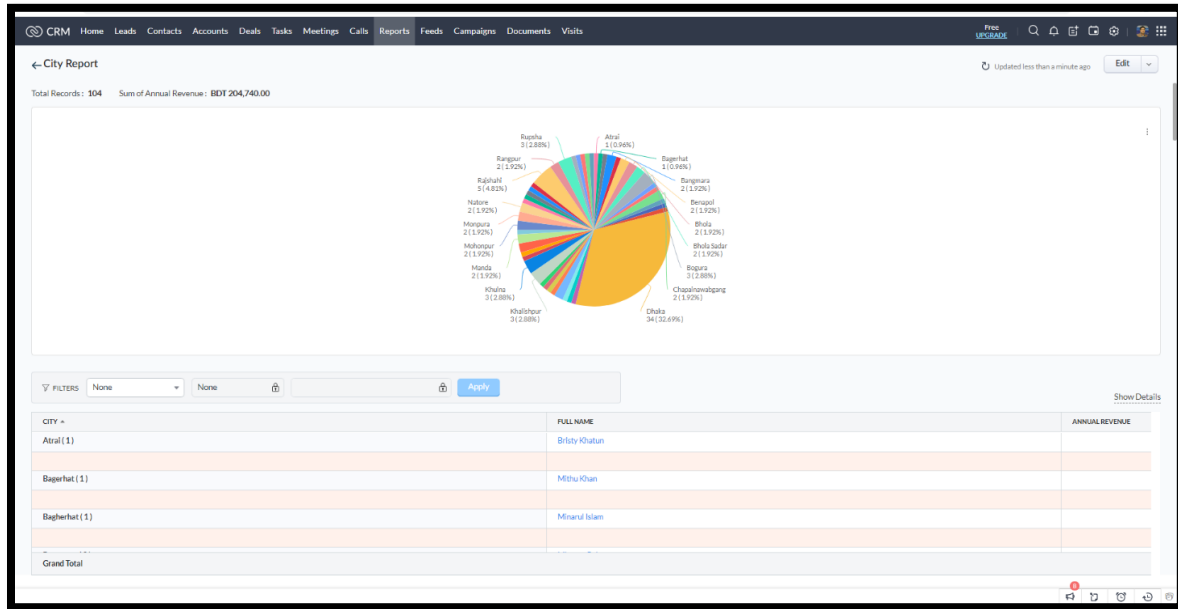 CRM Home Leads Contacts Accounts Deals Tasks Meetings Calls Reports Feeds Campaigns Documents Visits Free UPGRADE
City Report
Updated less than a minute ago Edit
Total Records : 104 Sum of Annual Revenue : BDT 204,740.00
Rupsha
3 (2.88%)
Atrai
1 (0.96%)
Rangpur
2 (1.92%)
Bagerhat
1 (0.96%)
Rajshahi
5 (4.81%)
Bangmara
2 (1.92%)
Natore
2 (1.92%)
Benapol
2 (1.92%)
Monpura
2 (1.92%)
Bhola
2 (1.92%)
Mohonpur
2 (1.92%)
Bhola Sadar
2 (1.92%)
Manda
2 (1.92%)
Bogura
3 (2.88%)
Khulna
3 (2.88%)
Chapainawabgang
2 (1.92%)
Khalishpur
3 (2.88%)
Dhaka
34 (32.69%)
FILTERS None None Apply
Show Details
CITY FULL NAME ANNUAL REVENUE
Atrai ( 1 ) Bristy Khatun
Bagerhat ( 1 ) Mithu Khan
Bagherhat ( 1 ) Minarul Islam
Grand Total